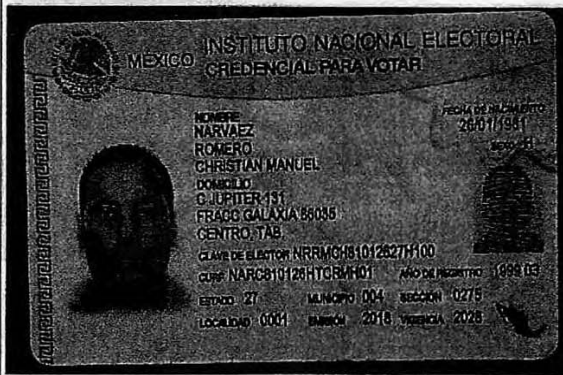 MÉXICO INSTITUTO NACIONAL ELECTORAL
CREDENCIAL PARA VOTAR
NOMBRE
NARVAEZ
ROMERO
CHRISTIAN MANUEL
FECHA DE NACIMIENTO
26/01/1981
SEXO H
DOMICILIO
C JUPITER 131
FRACC GALAXIA 86035
CENTRO, TAB.
CLAVE DE ELECTOR NRRMCH81012627H100
CURP NARC810126HTCRMH01 AÑO DE REGISTRO 1999 03
ESTADO 27 MUNICIPIO 004 SECCIÓN 0275
LOCALIDAD 0001 EMISIÓN 2018 VIGENCIA 2028